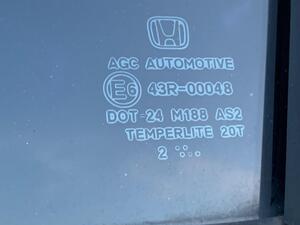 AGC AUTOMOTIVE
E6 43R-00048
DOT-24 M188 AS2
TEMPERLITE 20T
2